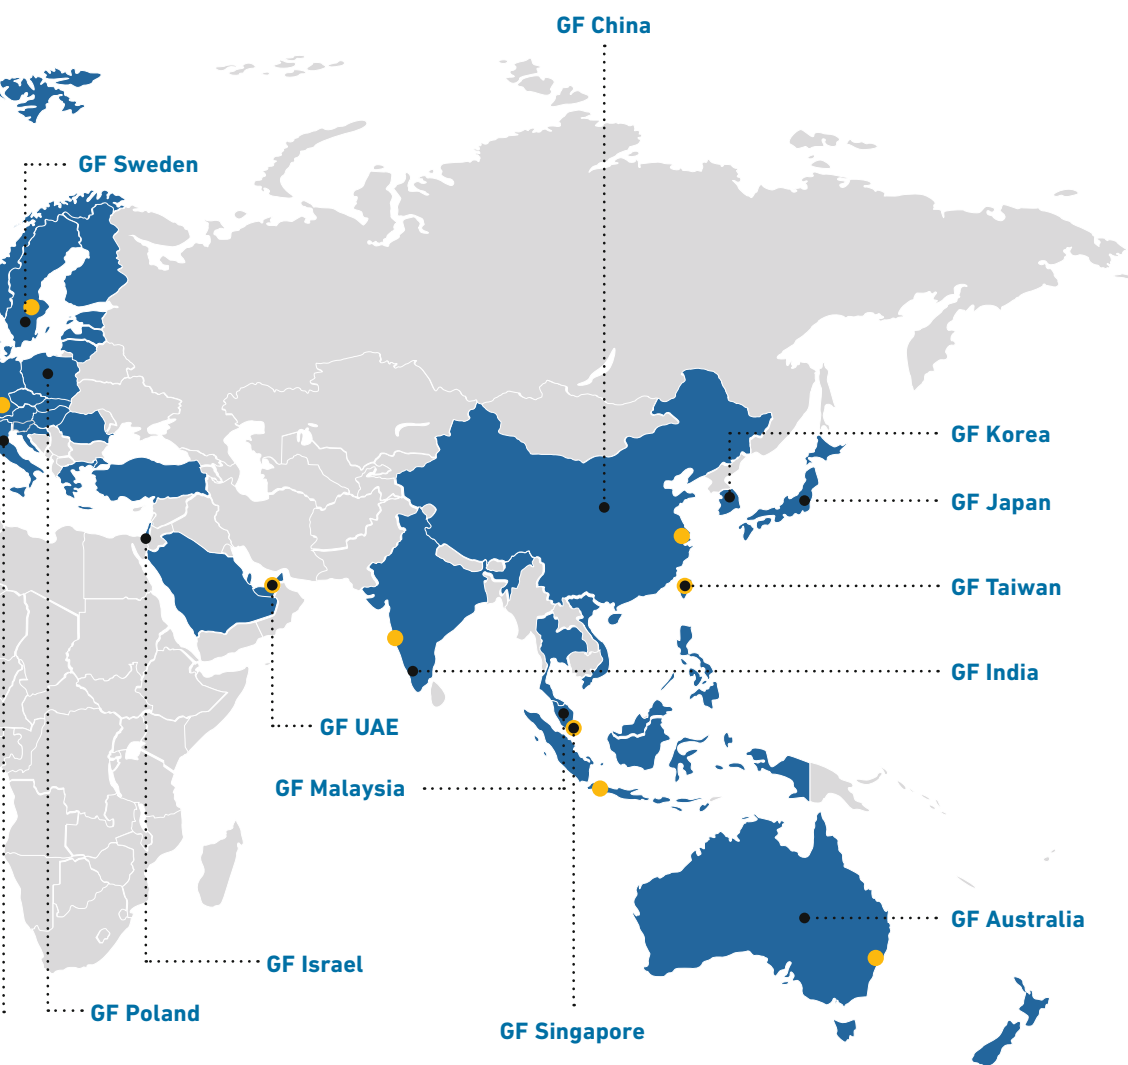 GF China
GF Sweden
GF Korea
GF Japan
GF Taiwan
GF India
GF UAE
GF Malaysia
GF Australia
GF Israel
GF Poland
GF Singapore